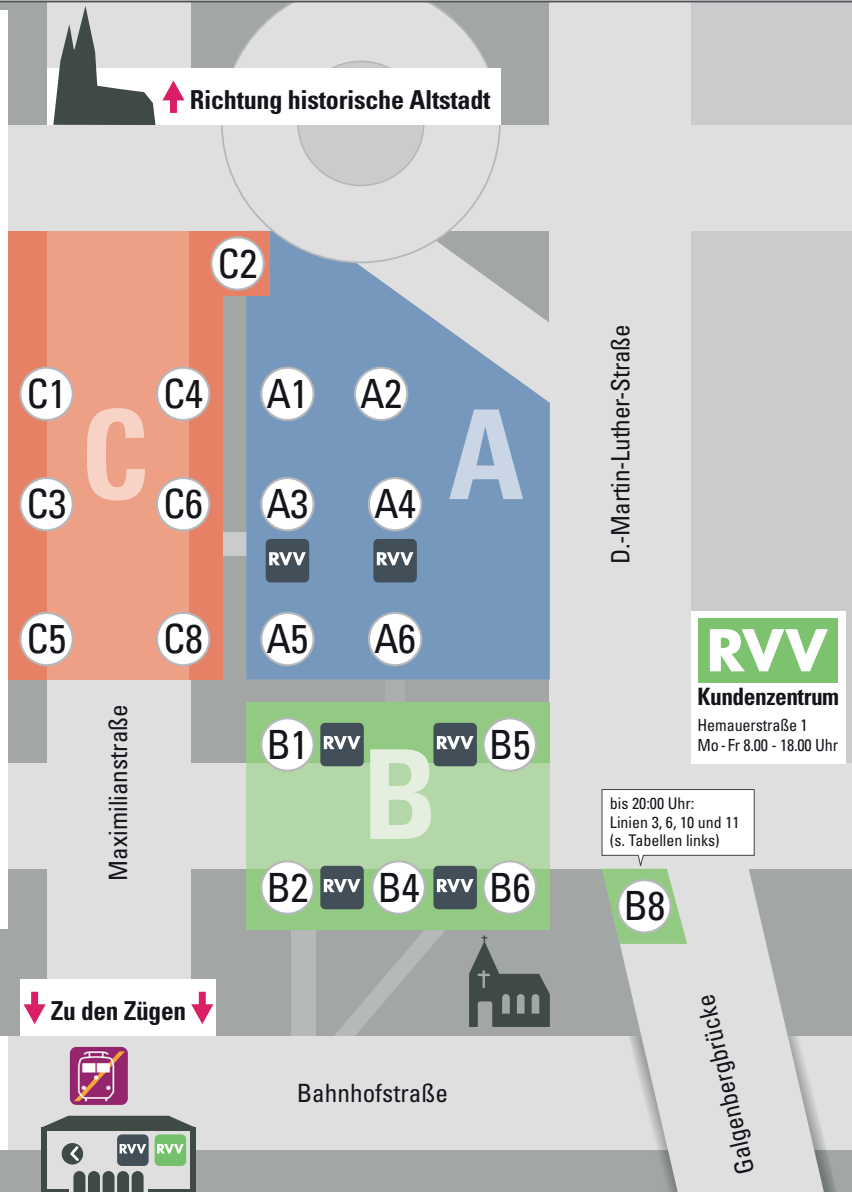 Richtung historische Altstadt
C2
C1
C4
A1
A2
C
A
C3
C6
A3
A4
RVV
RVV
C5
C8
A5
A6
D.-Martin-Luther-Straße
RVV
Kundenzentrum
Hemauerstraße 1
Mo - Fr 8.00 - 18.00 Uhr
Maximilianstraße
B1
RVV
RVV
B5
B
B2
RVV
B4
RVV
B6
bis 20:00 Uhr:
Linien 3, 6, 10 und 11
(s. Tabellen links)
B8
Zu den Zügen
Bahnhofstraße
Galgenbergbrücke
RVV
RVV